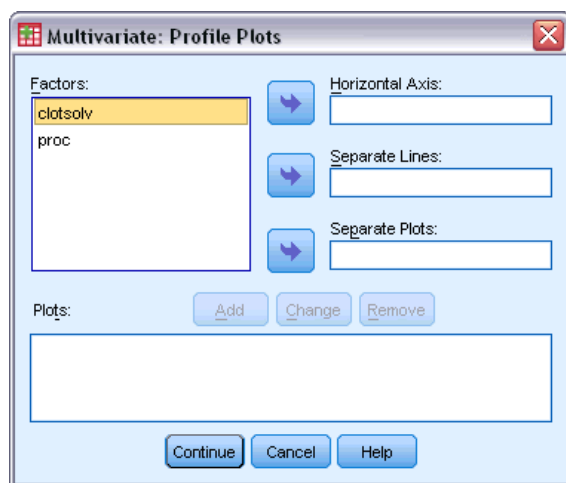 Multivariate: Profile Plots
Factors:
clotsolv
proc
Horizontal Axis:
Separate Lines:
Separate Plots:
Plots:
Add
Change
Remove
Continue
Cancel
Help